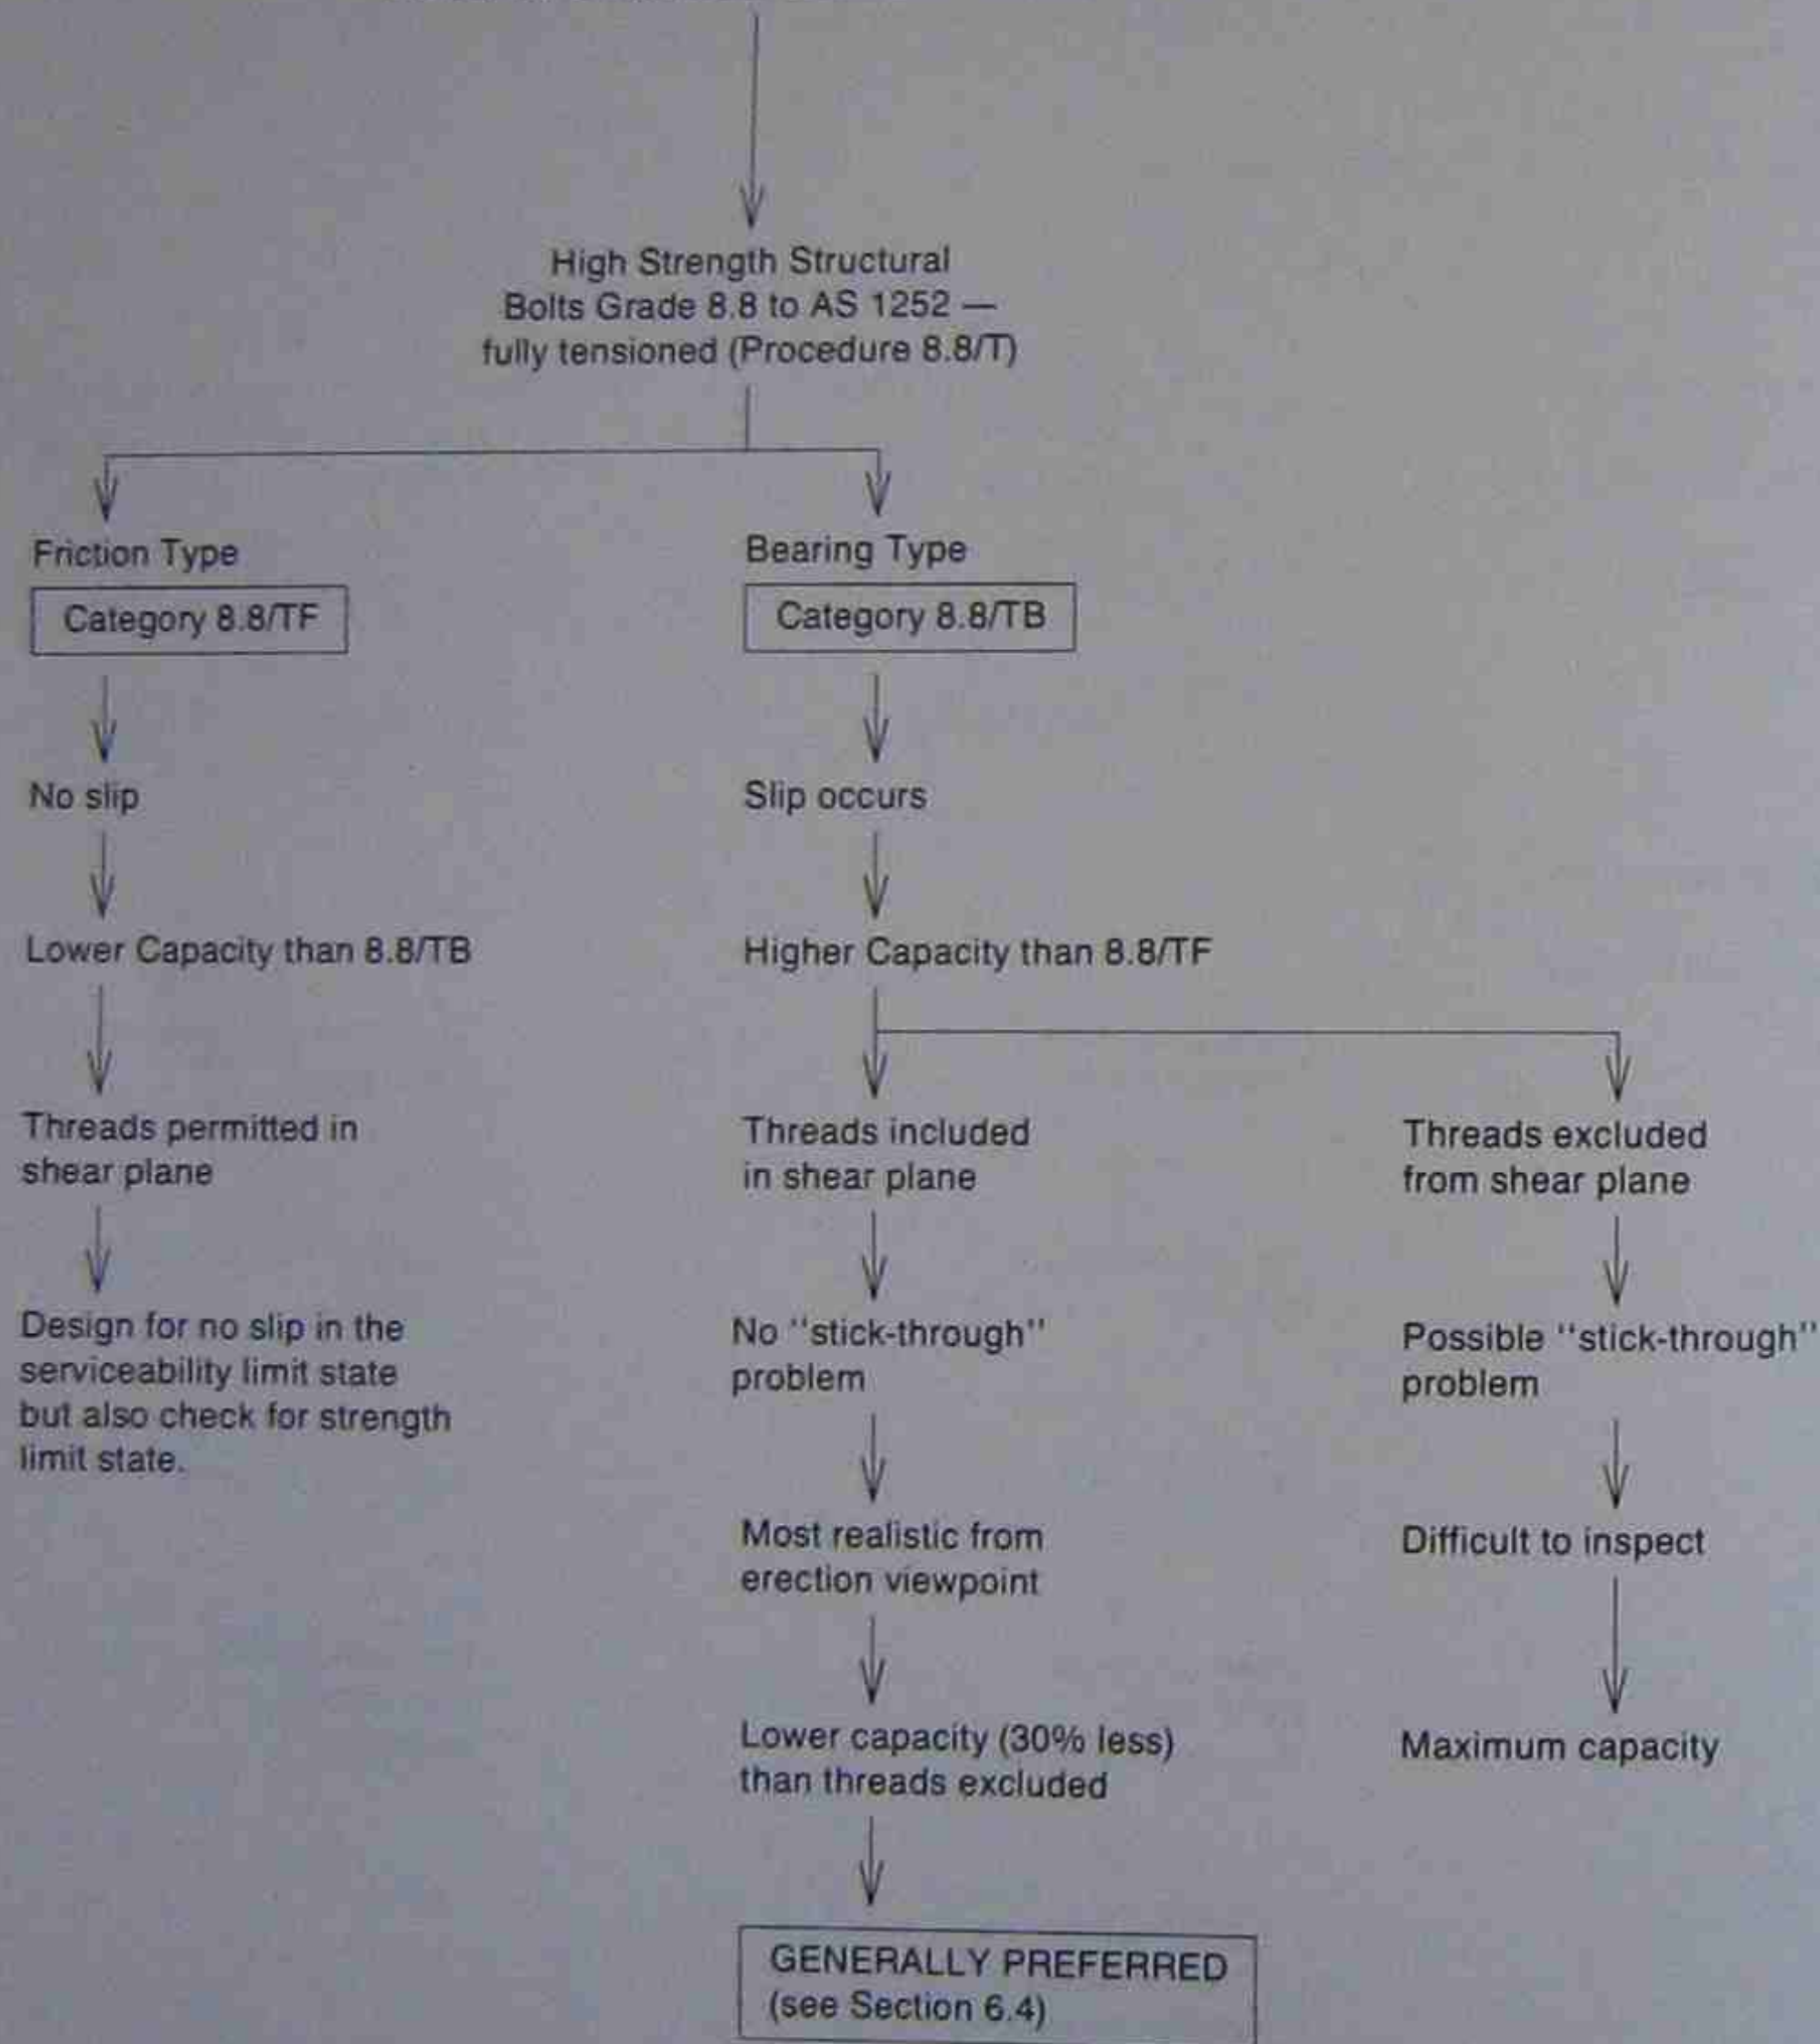 High Strength Structural
Bolts Grade 8.8 to AS 1252 —
fully tensioned (Procedure 8.8/T)
Friction Type
Category 8.8/TF
No slip
Lower Capacity than 8.8/TB
Threads permitted in
shear plane
Design for no slip in the
serviceability limit state
but also check for strength
limit state.
Bearing Type
Category 8.8/TB
Slip occurs
Higher Capacity than 8.8/TF
Threads included
in shear plane
No "stick-through"
problem
Most realistic from
erection viewpoint
Lower capacity (30% less)
than threads excluded
GENERALLY PREFERRED
(see Section 6.4)
Threads excluded
from shear plane
Possible "stick-through"
problem
Difficult to inspect
Maximum capacity